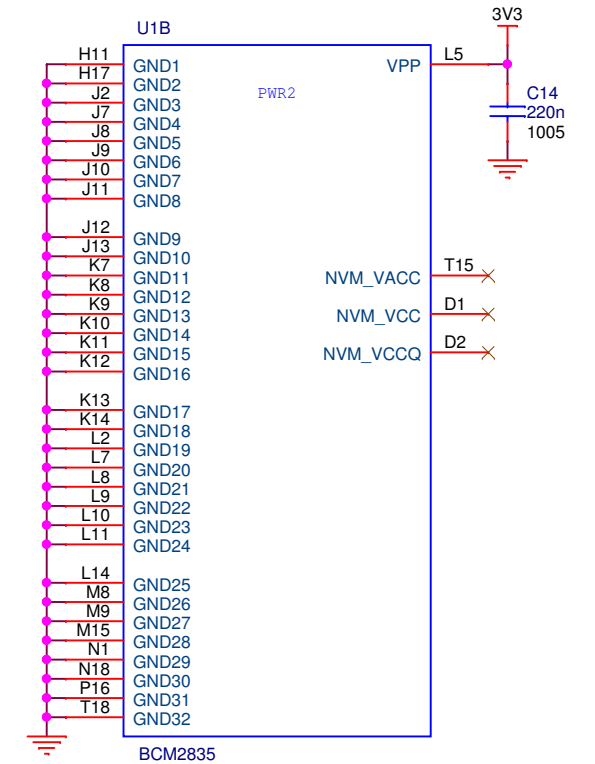 3V3
U1B
H11 GND1 VPP L5
H17 GND2
J2 GND3 PWR2 C14
J7 GND4 220n
J8 GND5 1005
J9 GND6
J10 GND7
J11 GND8
J12 GND9
J13 GND10
K7 GND11 NVM_VACC T15
K8 GND12
K9 GND13 NVM_VCC D1
K10 GND14
K11 GND15 NVM_VCCQ D2
K12 GND16
K13 GND17
K14 GND18
L2 GND19
L7 GND20
L8 GND21
L9 GND22
L10 GND23
L11 GND24
L14 GND25
M8 GND26
M9 GND27
M15 GND28
N1 GND29
N18 GND30
P16 GND31
T18 GND32
BCM2835